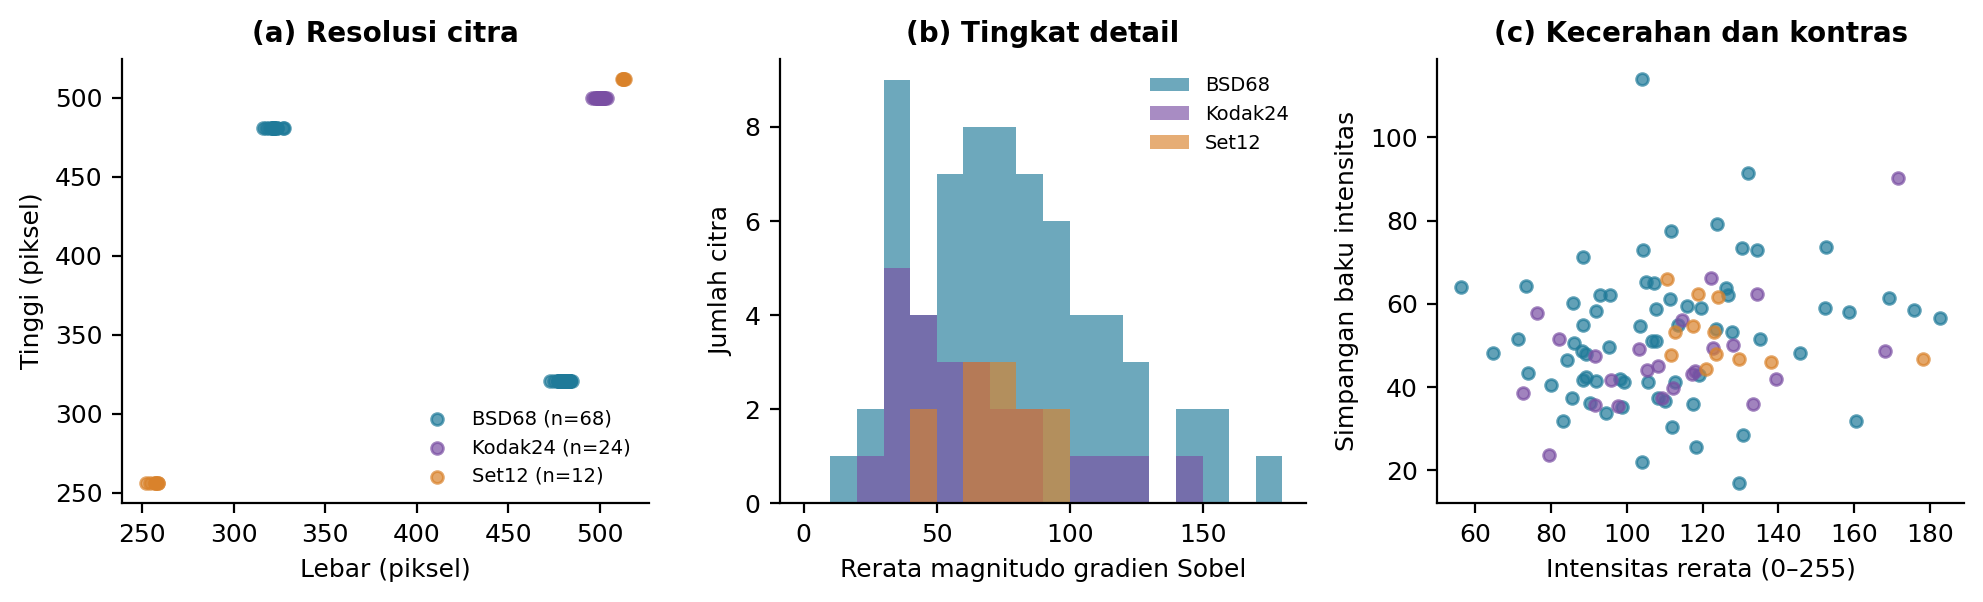 (a) Resolusi citra
Tinggi (piksel)
500
450
400
350
300
250
250 300 350 400 450 500
Lebar (piksel)
BSD68 (n=68)
Kodak24 (n=24)
Set12 (n=12)
(b) Tingkat detail
Jumlah citra
8
6
4
2
0
0 50 100 150
Rerata magnitudo gradien Sobel
BSD68
Kodak24
Set12
(c) Kecerahan dan kontras
Simpangan baku intensitas
100
80
60
40
20
60 80 100 120 140 160 180
Intensitas rerata (0–255)